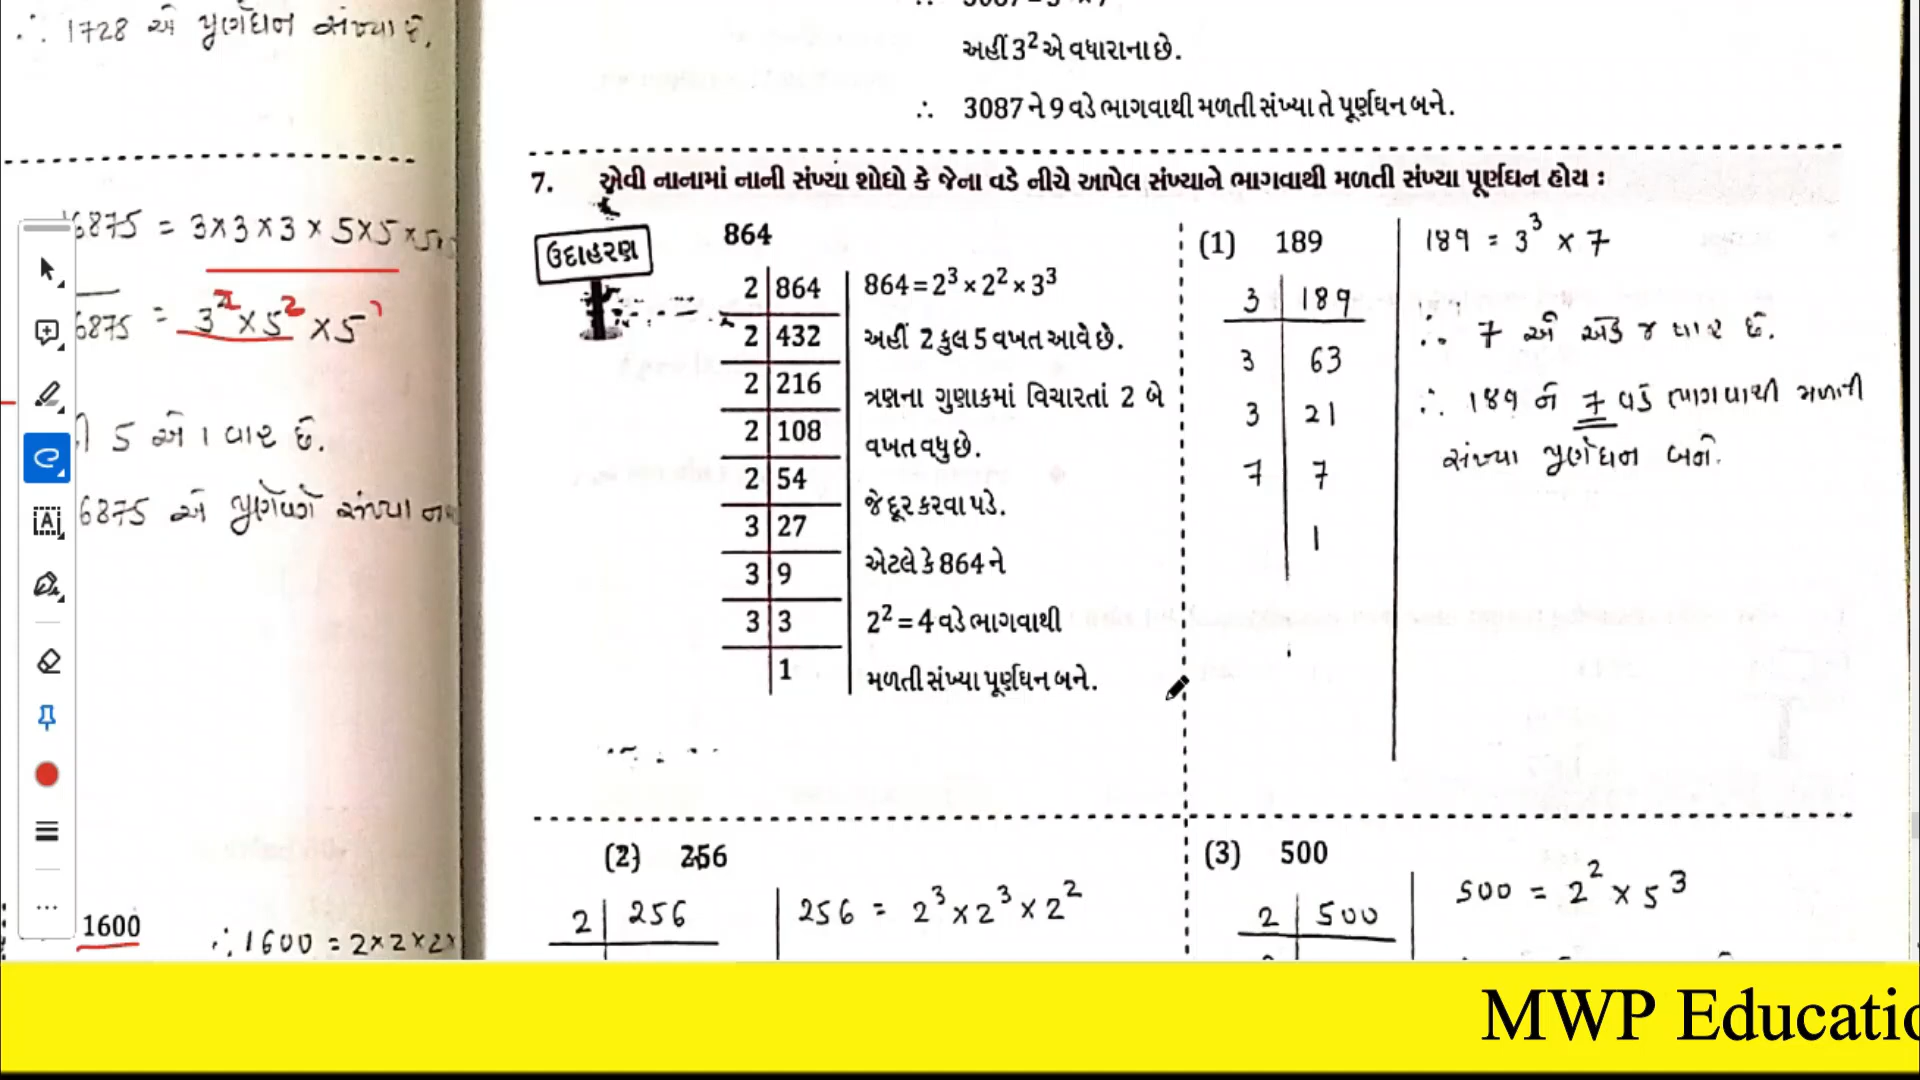 ∴ 1728 એ પૂર્ણઘન સંખ્યા છે.
6875 = 3×3×3 × 5×5×5
6875 = 3 × 5² × 5
5 એ 1 વાર છે.
6875 એ સંખ્યા
1600
∴ 1600 = 2×2×2×
અહીં 3² એ વધારાના છે.
∴ 3087 ને 9 વડે ભાગવાથી મળતી સંખ્યા તે પૂર્ણઘન બને.
7. એવી નાનામાં નાની સંખ્યા શોધો કે જેના વડે નીચે આપેલ સંખ્યાને ભાગવાથી મળતી સંખ્યા પૂર્ણઘન હોય :
ઉદાહરણ
864
2 864
2 432
2 216
2 108
2 54
3 27
3 9
3 3
1
864 = 2³ × 2² × 3³
અહીં 2 કુલ 5 વખત આવે છે.
ત્રણના ગુણાકમાં વિચારતાં 2 બે
વખત વધુ છે.
જે દૂર કરવા પડે.
એટલે કે 864 ને
2² = 4 વડે ભાગવાથી
મળતી સંખ્યા પૂર્ણઘન બને.
(1) 189
3 189
3 63
3 21
7 7
1
189 = 3³ × 7
∴ 7 એ એક જ વાર છે.
∴ 189 ને 7 વડે ભાગવાથી મળતી
સંખ્યા પૂર્ણઘન બને.
(2) 256
2 256
256 = 2³ × 2³ × 2²
(3) 500
2 500
500 = 2² × 5³
MWP Educatio